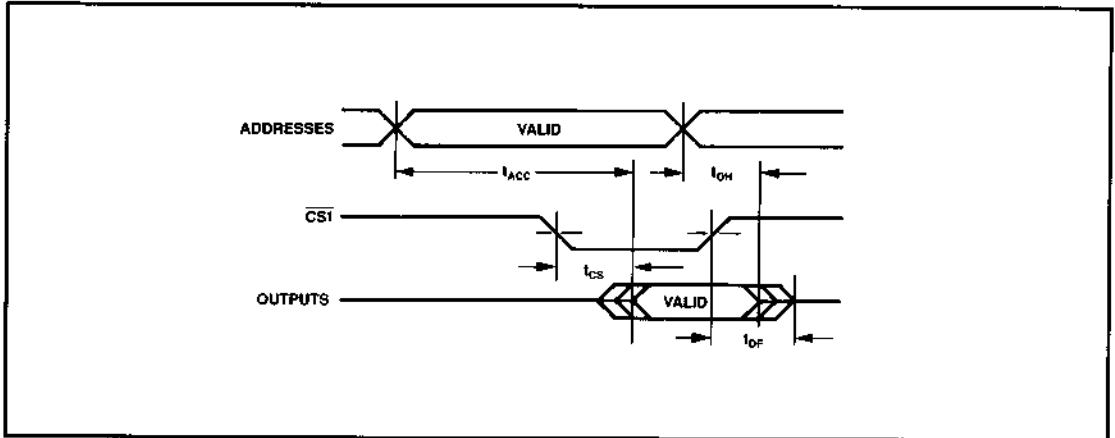 ADDRESSES
VALID
tACC
tOH
CS1
tCS
OUTPUTS
VALID
tDF